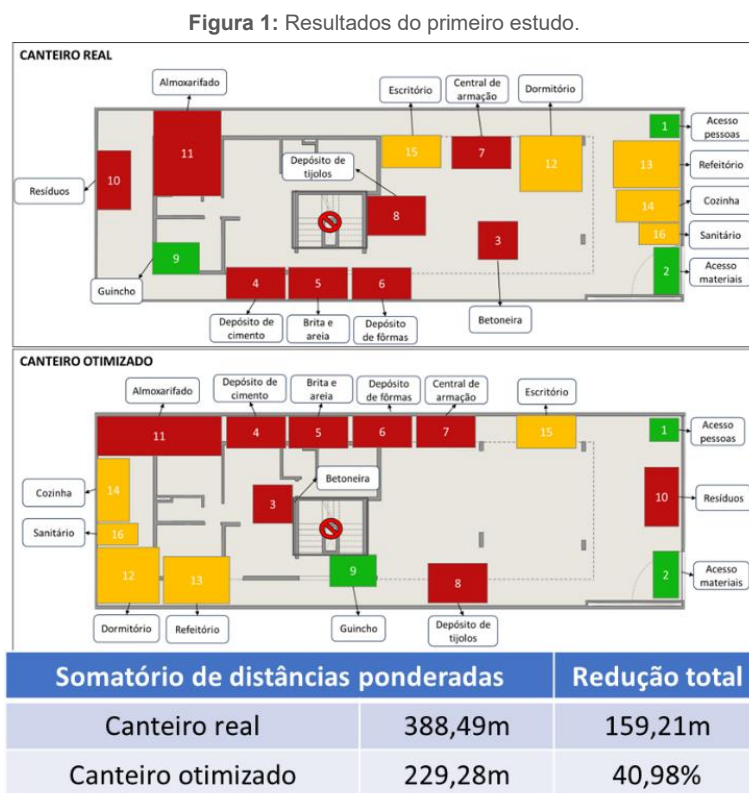 Figura 1: Resultados do primeiro estudo.
CANTEIRO REAL
Almoxarifado
Escritório
Central de
armação
Dormitório
Acesso
pessoas
Refeitório
Cozinha
Sanitário
Acesso
materiais
Depósito de
tijolos
Resíduos
Guincho
Depósito de
cimento
Brita e
areia
Depósito
de fôrmas
Betoneira
1
2
3
4
5
6
7
8
9
10
11
12
13
14
15
16
CANTEIRO OTIMIZADO
Almoxarifado
Depósito de
cimento
Brita e
areia
Depósito
de fôrmas
Central de
armação
Escritório
Acesso
pessoas
Resíduos
Acesso
materiais
Cozinha
Sanitário
Betoneira
Dormitório
Refeitório
Guincho
Depósito de
tijolos
11
4
5
6
7
15
1
14
3
10
16
12
13
9
8
2
Somatório de distâncias ponderadas Redução total
Canteiro real 388,49m 159,21m
Canteiro otimizado 229,28m 40,98%